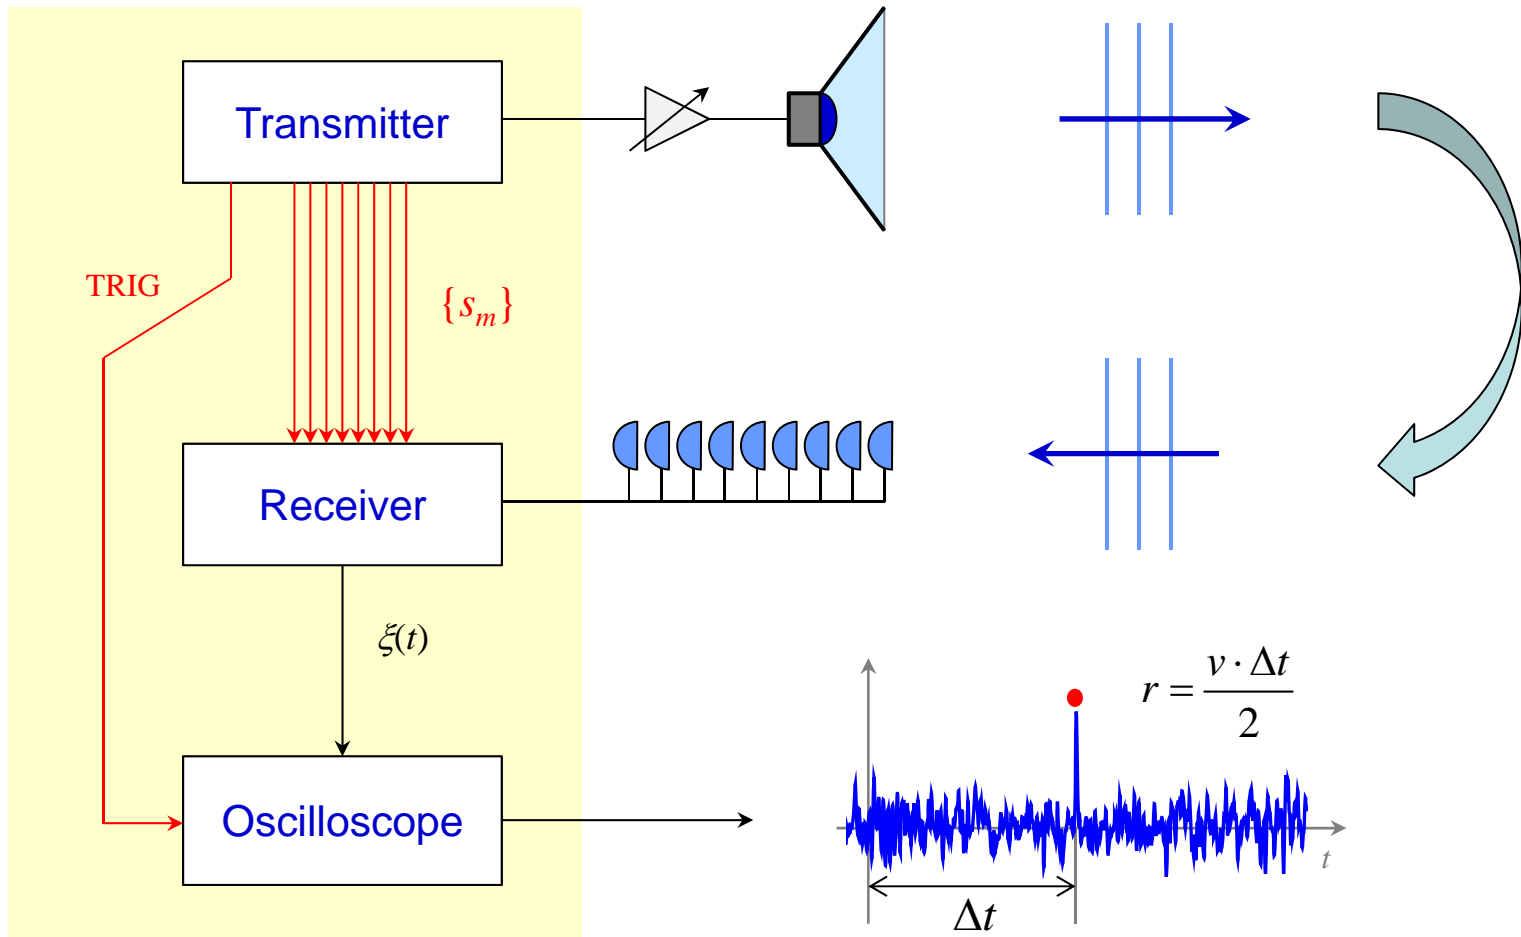 Transmitter
TRIG
{s_m}
Receiver
ξ(t)
r = v · Δt / 2
Oscilloscope
t
Δt